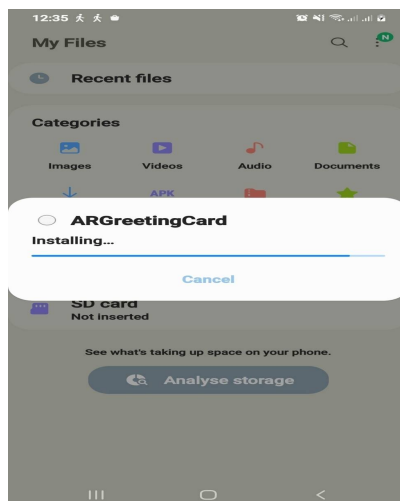 12:35
My Files
N
Recent files
Categories
Images Videos Audio Documents
APK
ARGreetingCard
Installing...
Cancel
SD card
Not inserted
See what's taking up space on your phone.
Analyse storage